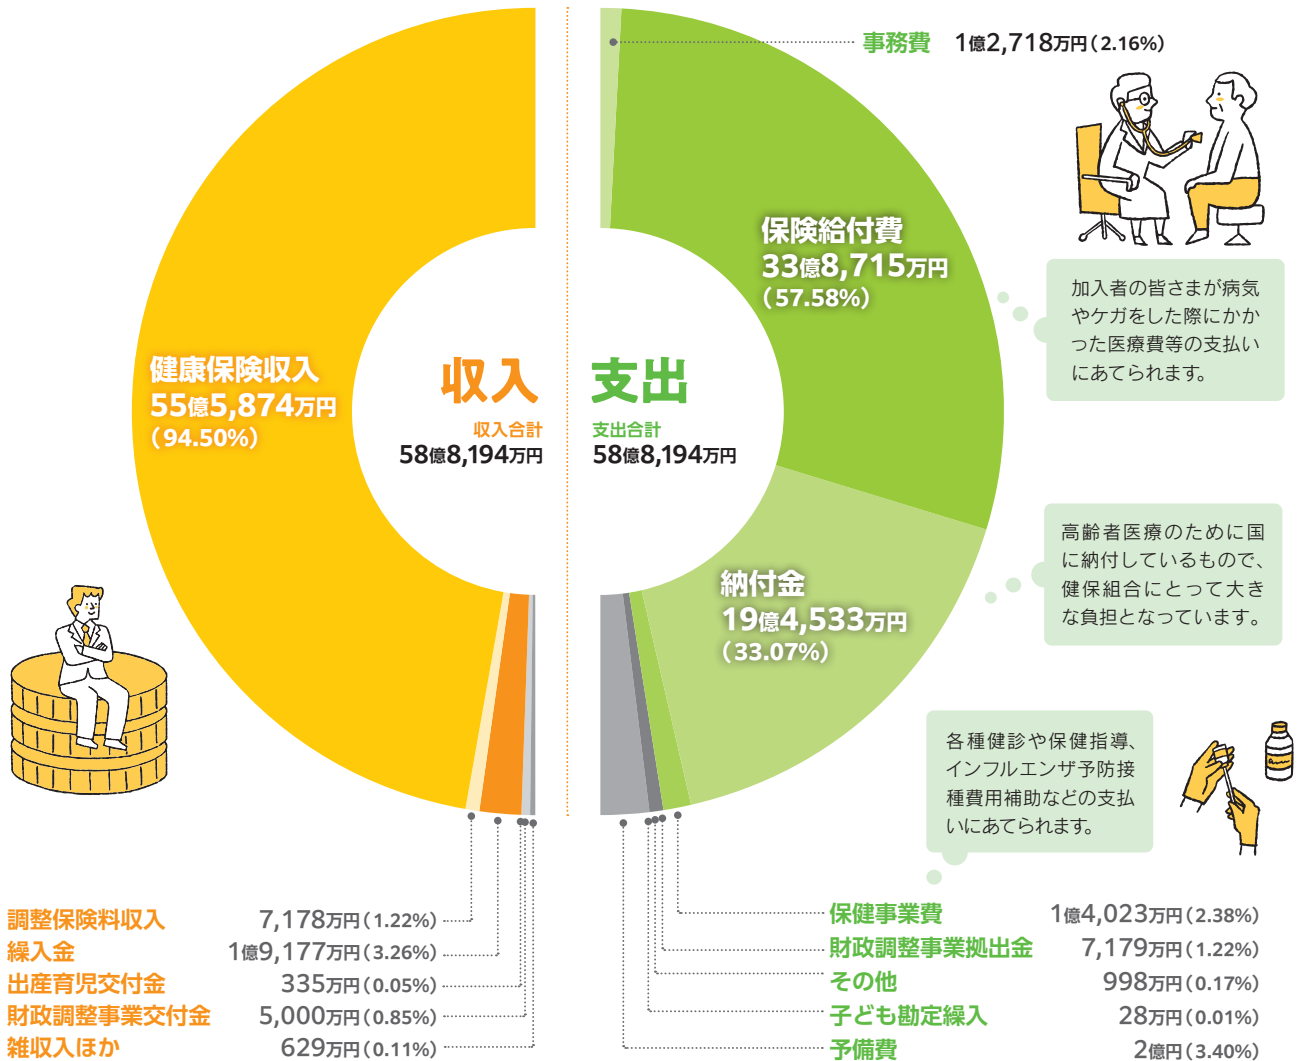 収入
収入合計
58億8,194万円
健康保険収入
55億5,874万円
（94.50%）
調整保険料収入 7,178万円（1.22%）
繰入金 1億9,177万円（3.26%）
出産育児交付金 335万円（0.05%）
財政調整事業交付金 5,000万円（0.85%）
雑収入ほか 629万円（0.11%）
支出
支出合計
58億8,194万円
事務費 1億2,718万円（2.16%）
保険給付費
33億8,715万円
（57.58%）
加入者の皆さまが病気
やケガをした際にかか
った医療費等の支払い
にあてられます。
納付金
19億4,533万円
（33.07%）
高齢者医療のために国
に納付しているもので、
健保組合にとって大き
な負担となっています。
各種健診や保健指導、
インフルエンザ予防接
種費用補助などの支払
いにあてられます。
保健事業費 1億4,023万円（2.38%）
財政調整事業拠出金 7,179万円（1.22%）
その他 998万円（0.17%）
子ども勘定繰入 28万円（0.01%）
予備費 2億円（3.40%）